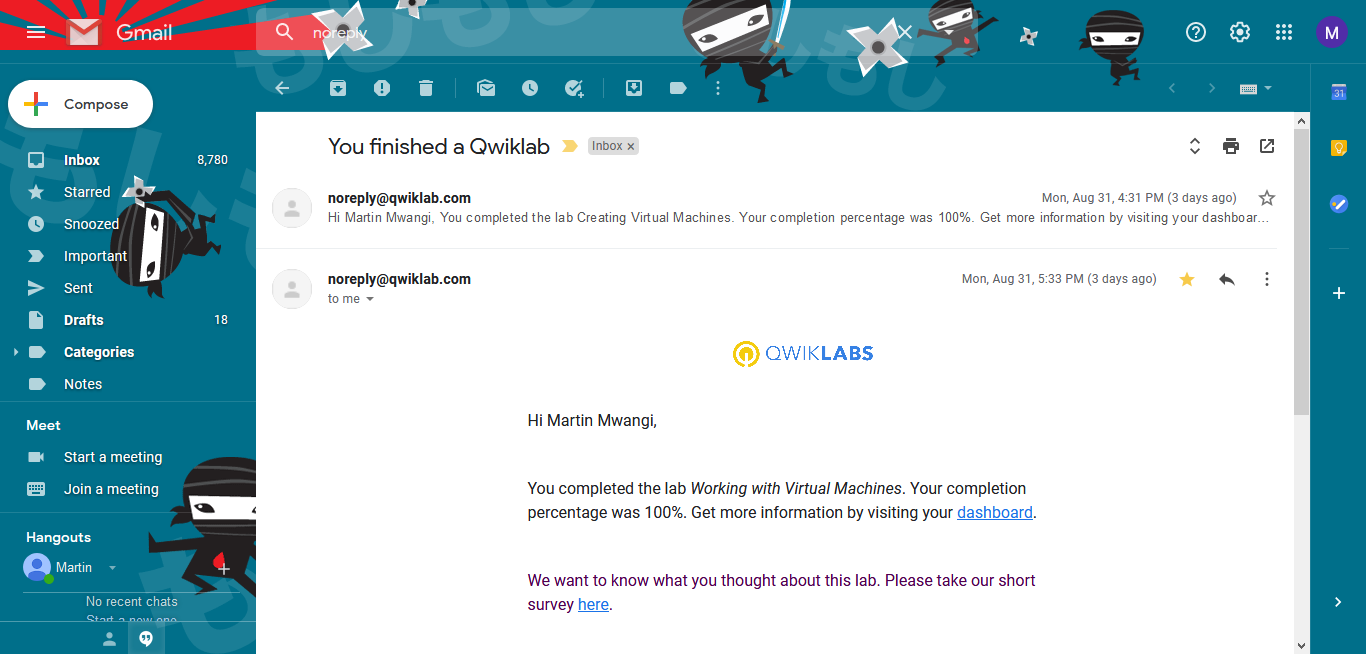 Gmail
noreply
M
Compose
Inbox 8,780
Starred
Snoozed
Important
Sent
Drafts 18
Categories
Notes
Meet
Start a meeting
Join a meeting
Hangouts
Martin
No recent chats
Start a new one
You finished a Qwiklab
Inbox x
noreply@qwiklab.com
Mon, Aug 31, 4:31 PM (3 days ago)
Hi Martin Mwangi, You completed the lab Creating Virtual Machines. Your completion percentage was 100%. Get more information by visiting your dashboar...
noreply@qwiklab.com
Mon, Aug 31, 5:33 PM (3 days ago)
to me
QWIKLABS
Hi Martin Mwangi,
You completed the lab Working with Virtual Machines. Your completion
percentage was 100%. Get more information by visiting your dashboard.
We want to know what you thought about this lab. Please take our short
survey here.
31